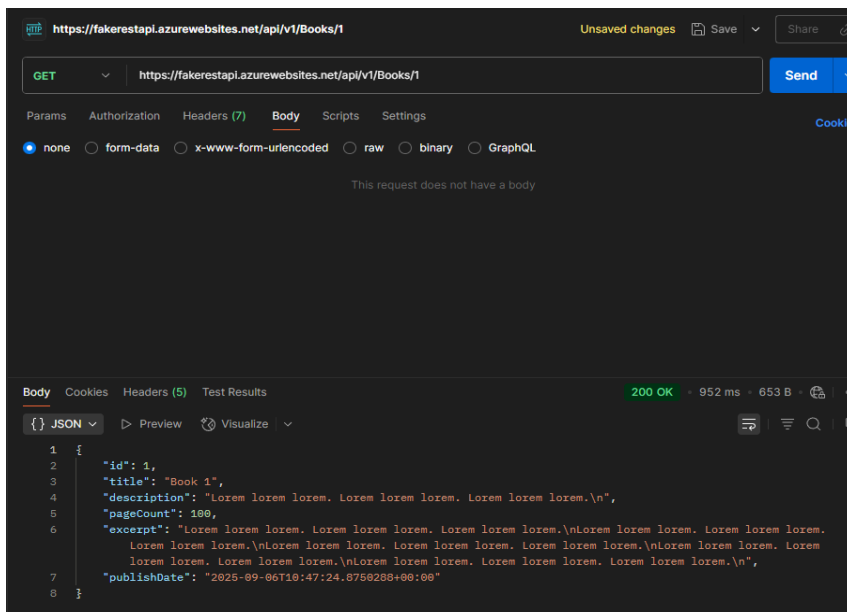 HTTP https://fakerestapi.azurewebsites.net/api/v1/Books/1 Unsaved changes Save Share
GET https://fakerestapi.azurewebsites.net/api/v1/Books/1 Send
Params Authorization Headers (7) Body Scripts Settings
none form-data x-www-form-urlencoded raw binary GraphQL
This request does not have a body
Body Cookies Headers (5) Test Results 200 OK • 952 ms • 653 B
{} JSON Preview Visualize
1 {
2 "id": 1,
3 "title": "Book 1",
4 "description": "Lorem lorem lorem. Lorem lorem lorem. Lorem lorem lorem.\n",
5 "pageCount": 100,
6 "excerpt": "Lorem lorem lorem. Lorem lorem lorem. Lorem lorem lorem.\nLorem lorem lorem. Lorem lorem lorem.
Lorem lorem lorem.\nLorem lorem lorem. Lorem lorem lorem. Lorem lorem lorem.\nLorem lorem lorem. Lorem
lorem lorem. Lorem lorem lorem.\nLorem lorem lorem. Lorem lorem lorem. Lorem lorem lorem.\n",
7 "publishDate": "2025-09-06T10:47:24.8750288+00:00"
8 }